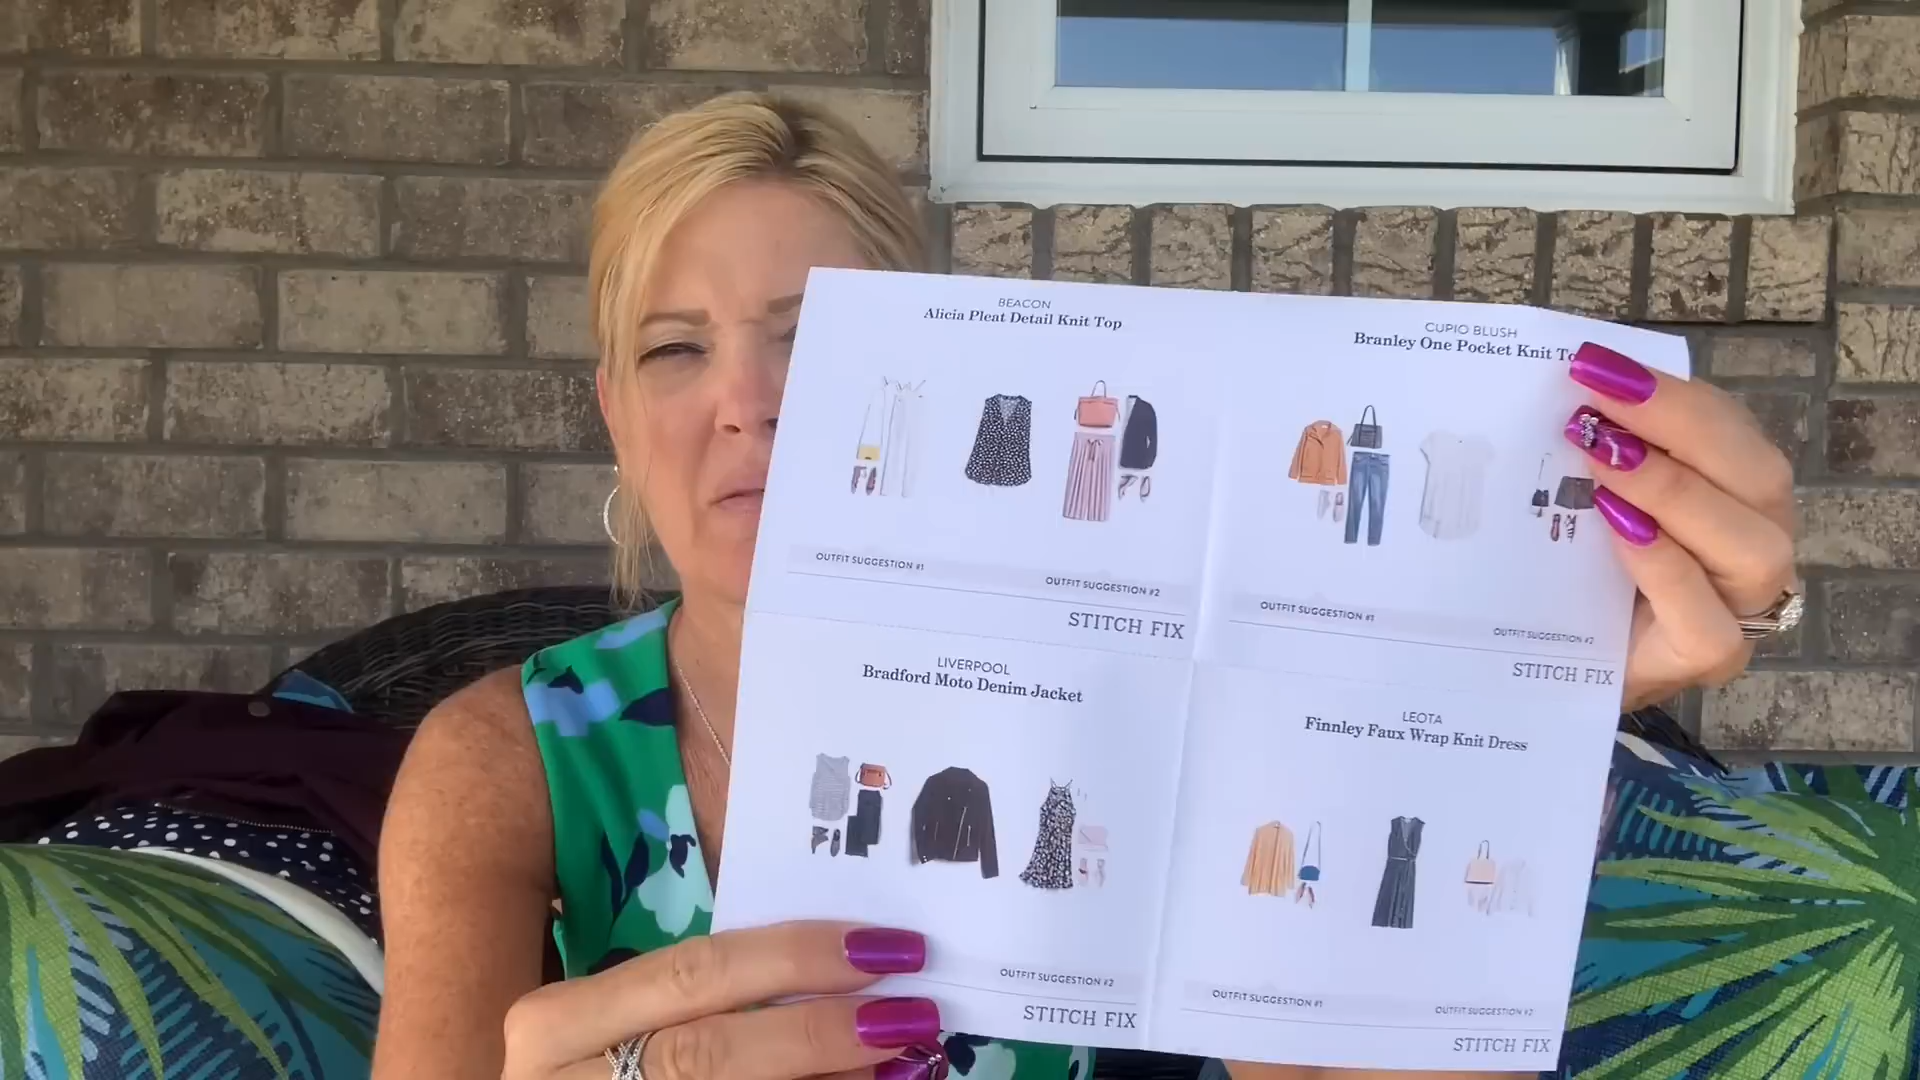 BEACON
Alicia Pleat Detail Knit Top
OUTFIT SUGGESTION #1
OUTFIT SUGGESTION #2
STITCH FIX
CUPIO BLUSH
Branley One Pocket Knit
OUTFIT SUGGESTION #1
OUTFIT SUGGESTION #2
STITCH FIX
LIVERPOOL
Bradford Moto Denim Jacket
OUTFIT SUGGESTION #2
STITCH FIX
LEOTA
Finnley Faux Wrap Knit Dress
OUTFIT SUGGESTION #1
OUTFIT SUGGESTION #2
STITCH FIX